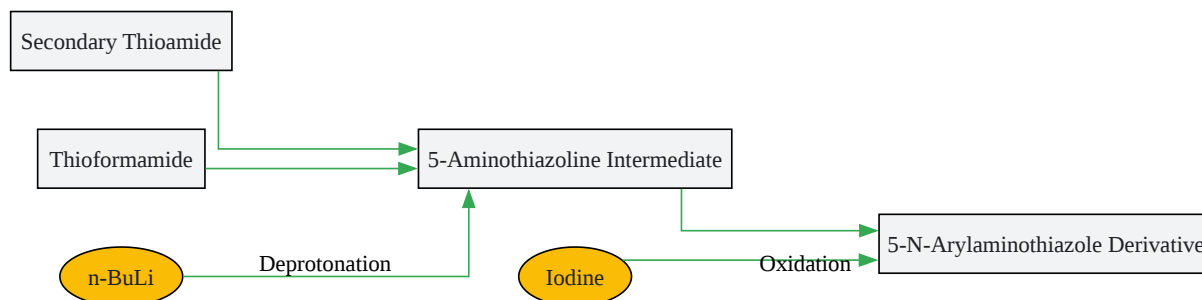 Secondary Thioamide
Thioformamide
5-Aminothiazoline Intermediate
5-N-Arylaminothiazole Derivative
n-BuLi
Deprotonation
Iodine
Oxidation